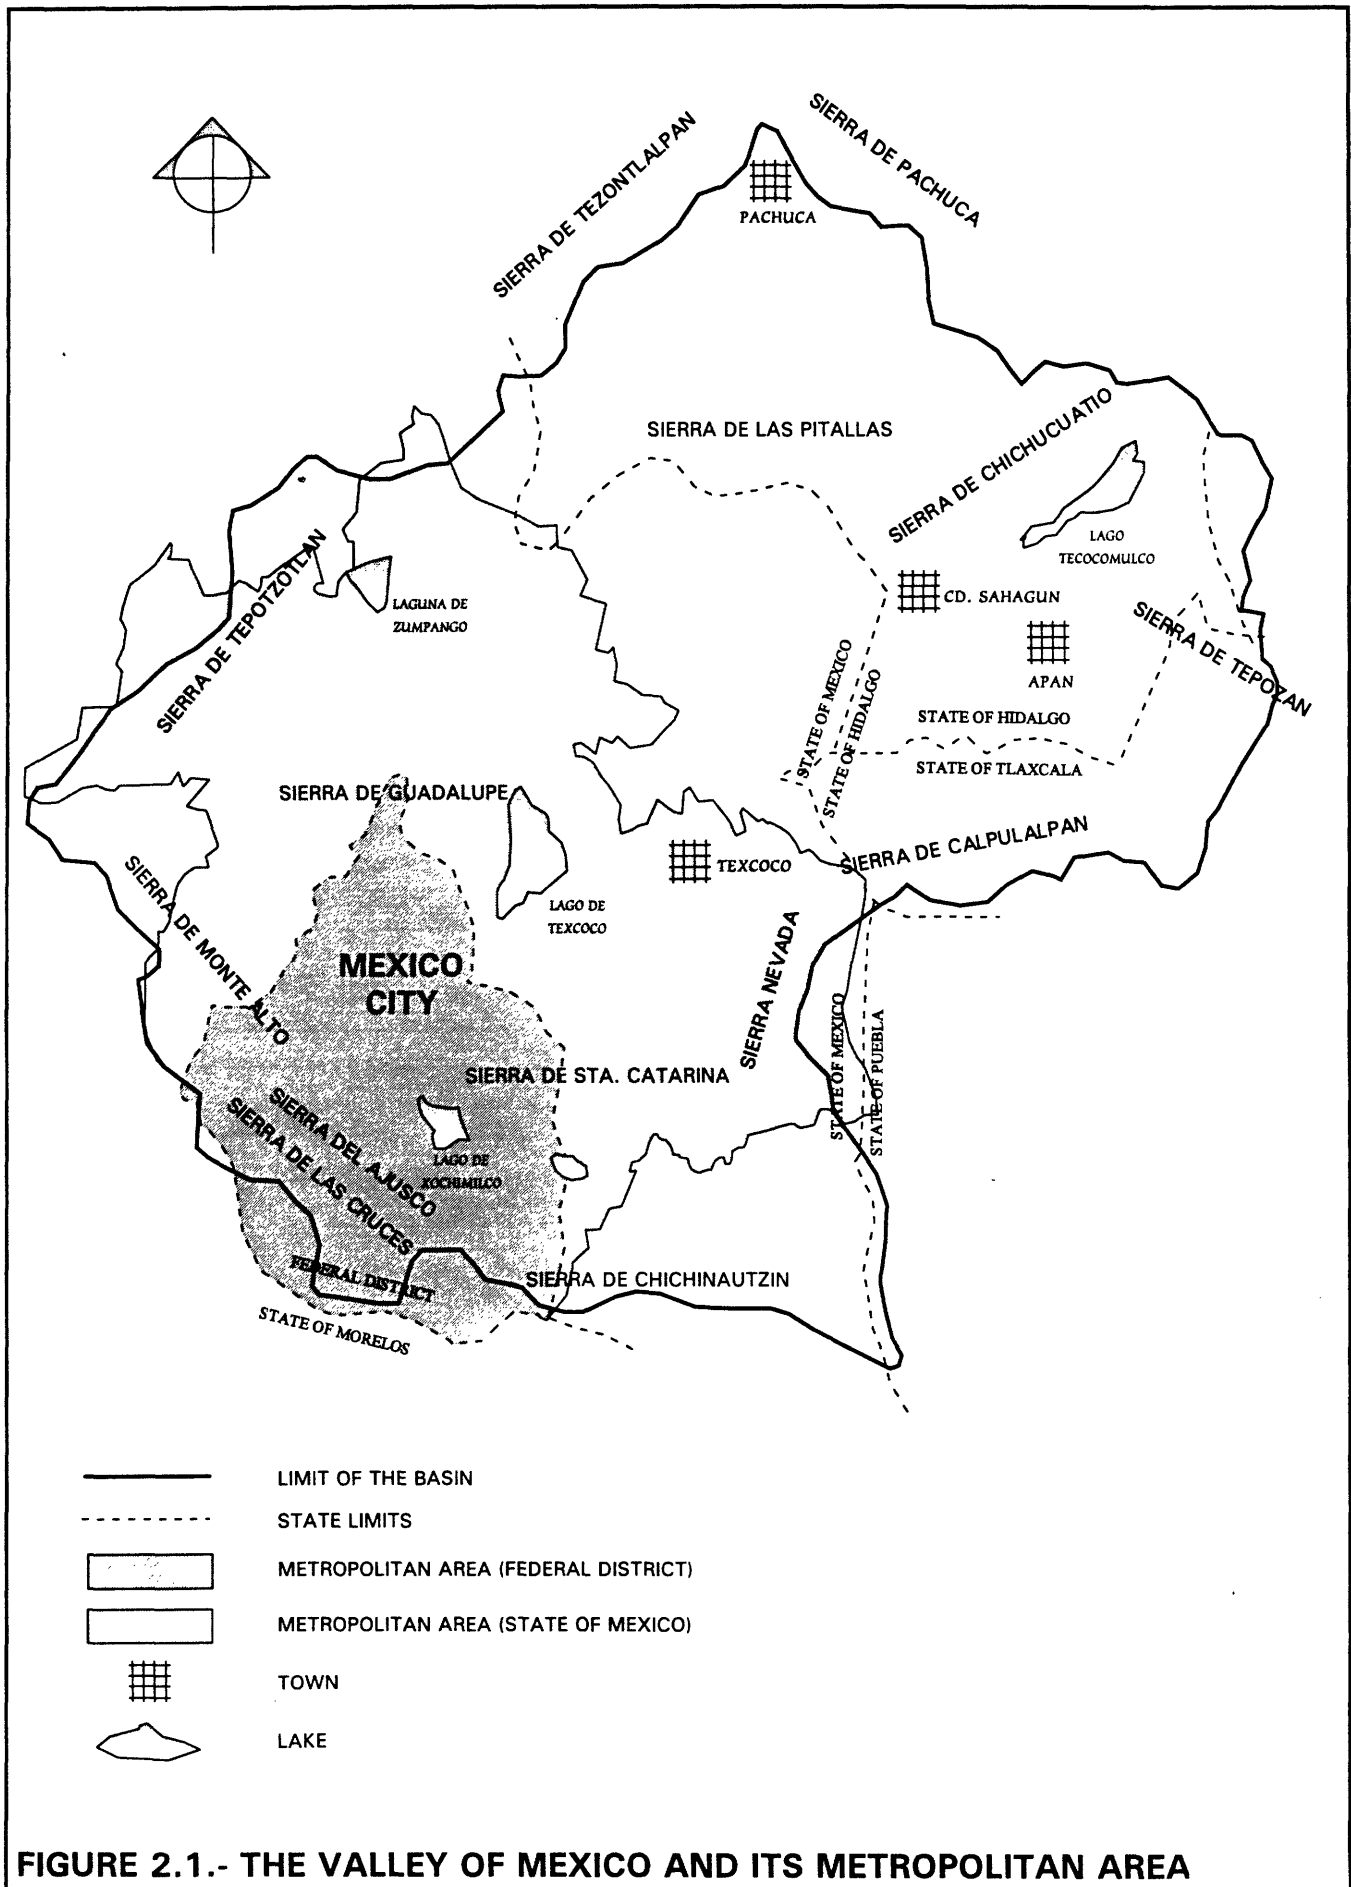 SIERRA DE TEZONTLALPAN
SIERRA DE PACHUCA
PACHUCA
SIERRA DE LAS PITALLAS
SIERRA DE CHICHUCUATIO
LAGO
TECOCOMULCO
SIERRA DE TEPOTZOTLAN
LAGUNA DE
ZUMPANGO
CD. SAHAGUN
APAN
SIERRA DE TEPOZAN
STATE OF MEXICO
STATE OF HIDALGO
STATE OF HIDALGO
STATE OF TLAXCALA
SIERRA DE GUADALUPE
SIERRA DE CALPULALPAN
TEXCOCO
LAGO DE
TEXCOCO
SIERRA DE MONTE ALTO
MEXICO
CITY
SIERRA NEVADA
STATE OF MEXICO
STATE OF PUEBLA
SIERRA DE STA. CATARINA
SIERRA DEL AJUSCO
SIERRA DE LAS CRUCES
LAGO DE
XOCHIMILCO
FEDERAL DISTRICT
SIERRA DE CHICHINAUTZIN
STATE OF MORELOS
LIMIT OF THE BASIN
STATE LIMITS
METROPOLITAN AREA (FEDERAL DISTRICT)
METROPOLITAN AREA (STATE OF MEXICO)
TOWN
LAKE
FIGURE 2.1.- THE VALLEY OF MEXICO AND ITS METROPOLITAN AREA